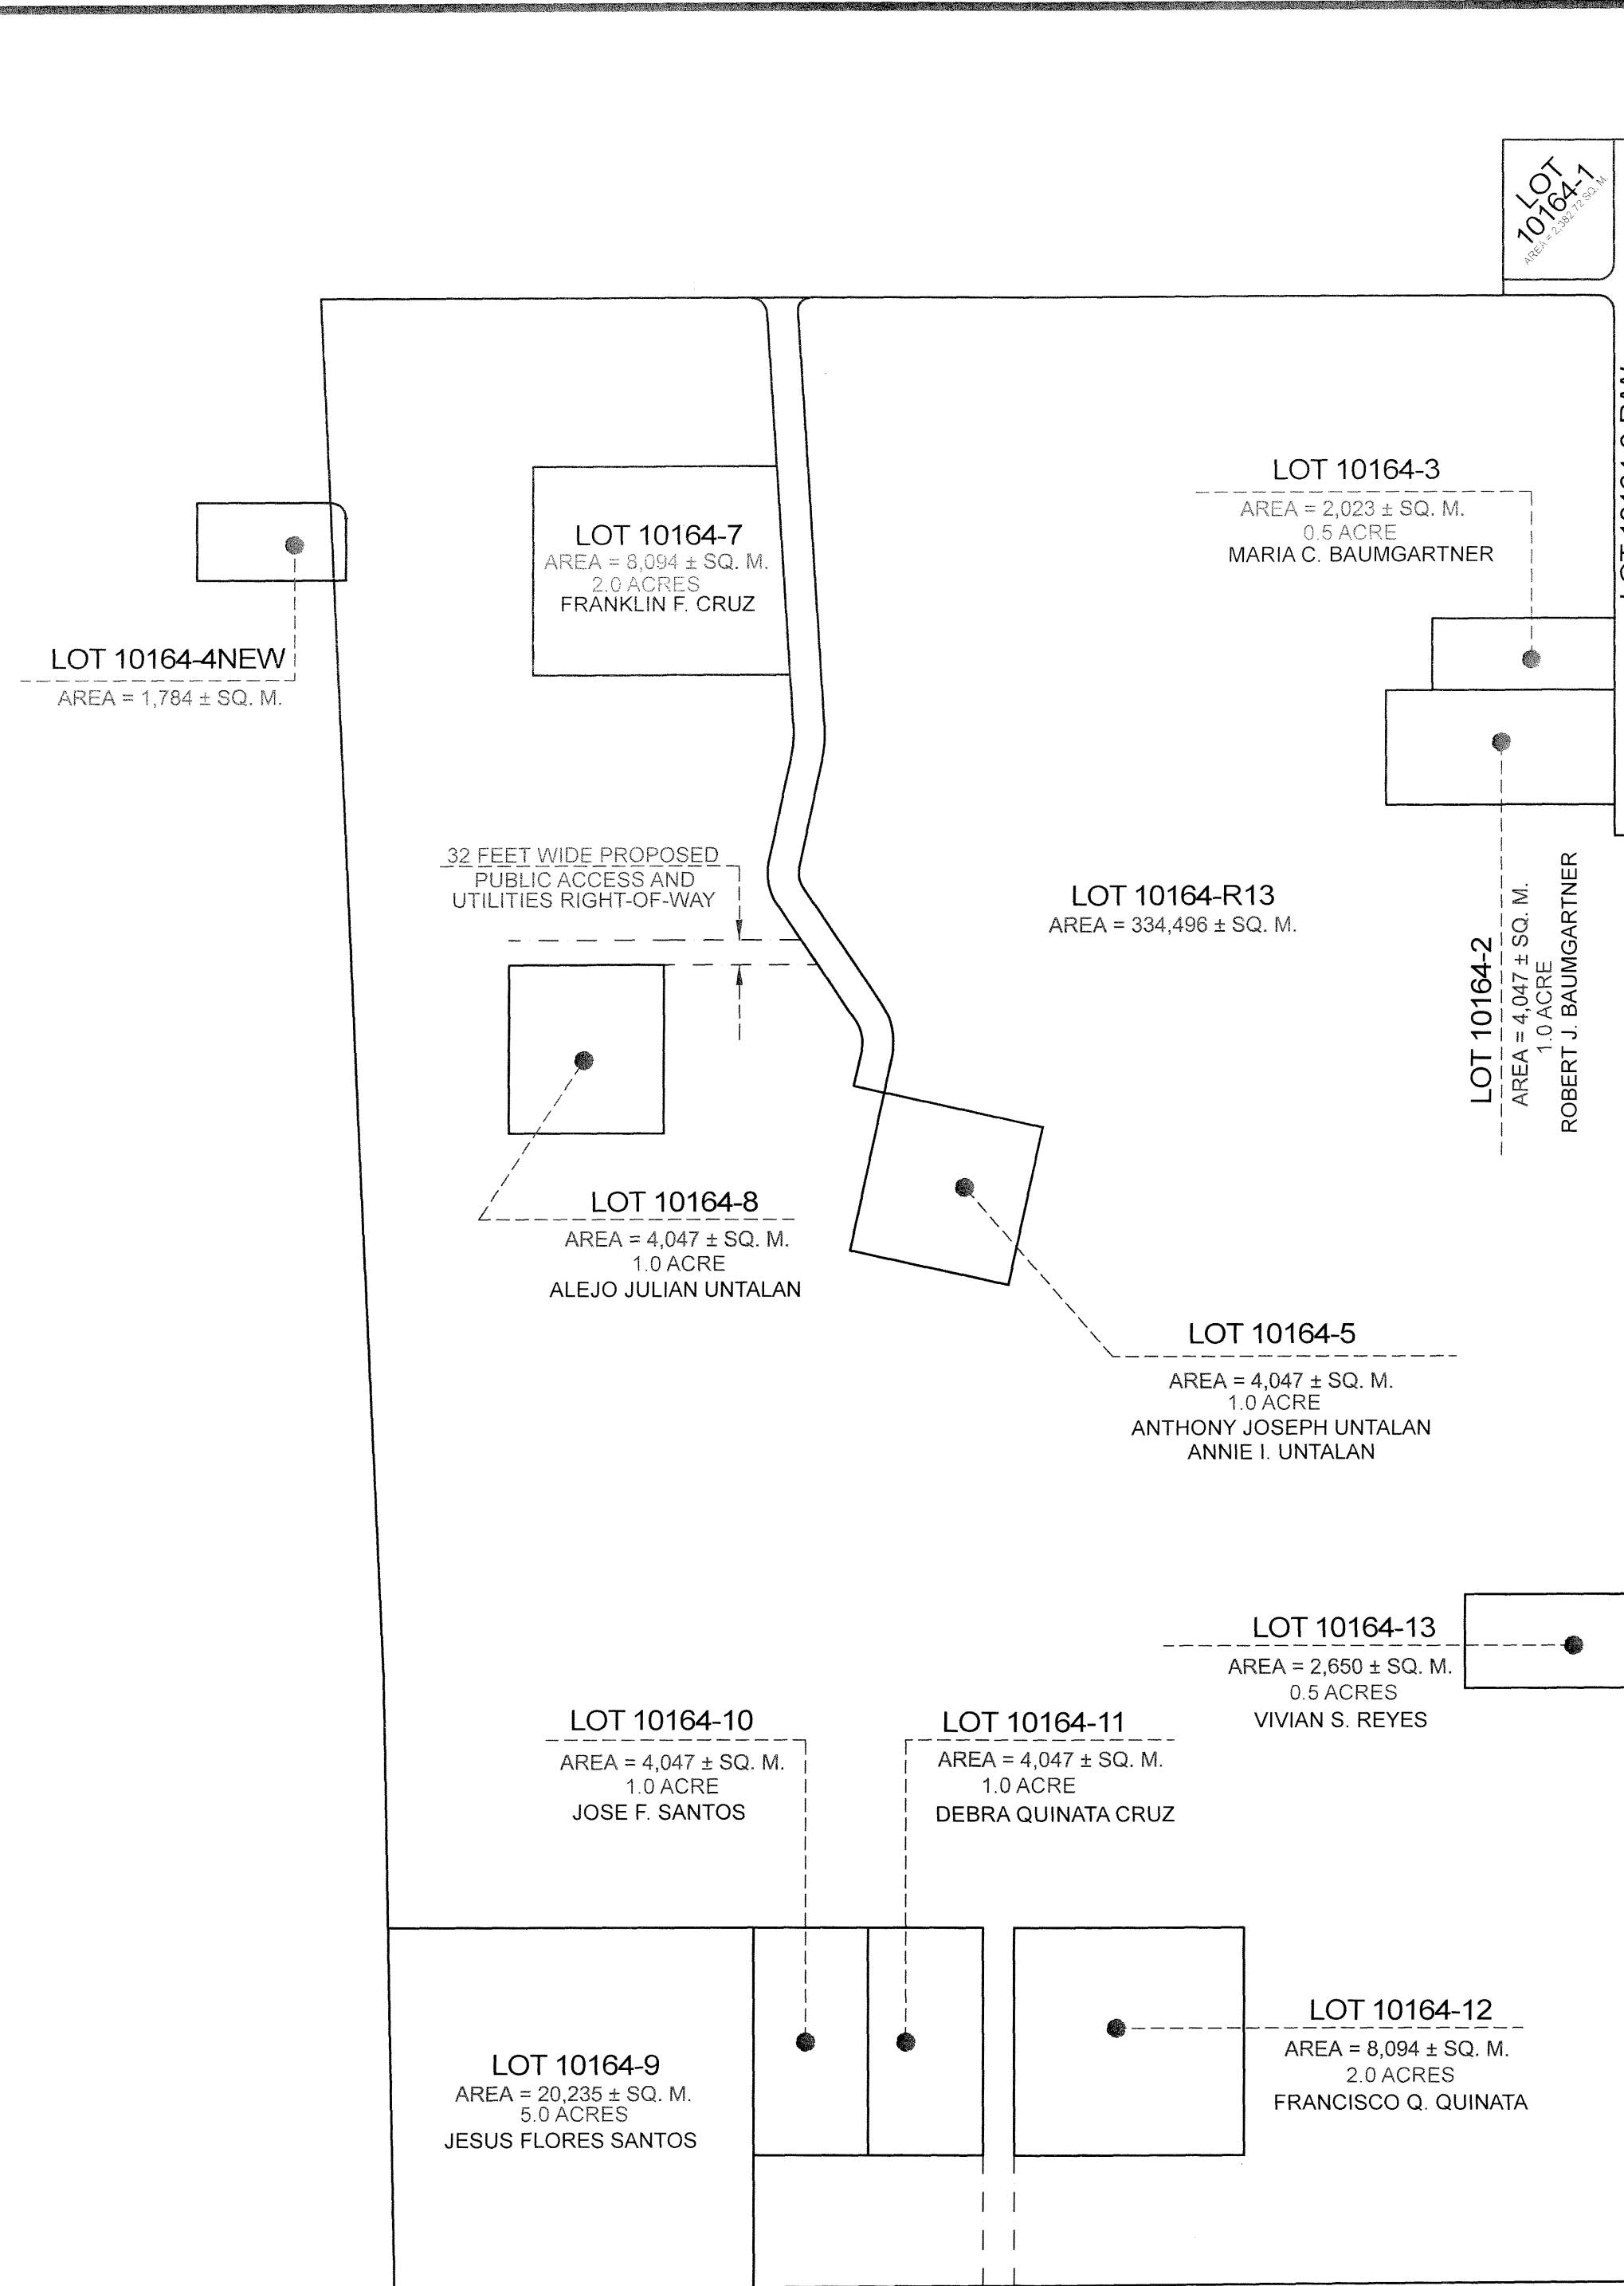 LOT
10164-1
AREA = 2,382.72 SQ. M.
LOT 10164-3
AREA = 2,023 ± SQ. M.
0.5 ACRE
MARIA C. BAUMGARTNER
LOT 10164-7
AREA = 8,094 ± SQ. M.
2.0 ACRES
FRANKLIN F. CRUZ
LOT 10164-4NEW
AREA = 1,784 ± SQ. M.
32 FEET WIDE PROPOSED
PUBLIC ACCESS AND
UTILITIES RIGHT-OF-WAY
LOT 10164-R13
AREA = 334,496 ± SQ. M.
LOT 10164-2
AREA = 4,047 ± SQ. M.
1.0 ACRE
ROBERT J. BAUMGARTNER
LOT 10164-8
AREA = 4,047 ± SQ. M.
1.0 ACRE
ALEJO JULIAN UNTALAN
LOT 10164-5
AREA = 4,047 ± SQ. M.
1.0 ACRE
ANTHONY JOSEPH UNTALAN
ANNIE I. UNTALAN
LOT 10164-13
AREA = 2,650 ± SQ. M.
0.5 ACRES
VIVIAN S. REYES
LOT 10164-10
AREA = 4,047 ± SQ. M.
1.0 ACRE
JOSE F. SANTOS
LOT 10164-11
AREA = 4,047 ± SQ. M.
1.0 ACRE
DEBRA QUINATA CRUZ
LOT 10164-12
AREA = 8,094 ± SQ. M.
2.0 ACRES
FRANCISCO Q. QUINATA
LOT 10164-9
AREA = 20,235 ± SQ. M.
5.0 ACRES
JESUS FLORES SANTOS